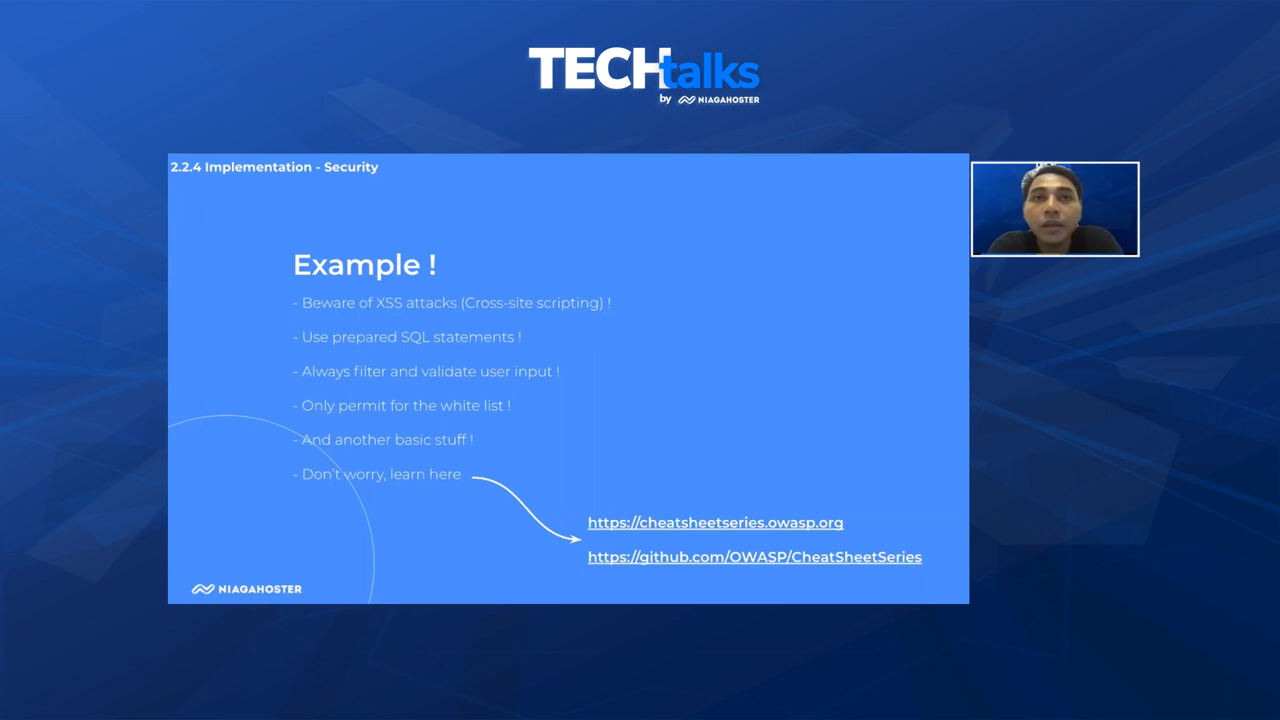 TECHtalks
by NIAGAHOSTER
2.2.4 Implementation - Security
Example !
- Beware of XSS attacks (Cross-site scripting) !
- Use prepared SQL statements !
- Always filter and validate user input !
- Only permit for the white list !
- And another basic stuff !
- Don't worry, learn here
https://cheatsheetseries.owasp.org
https://github.com/OWASP/CheatSheetSeries
NIAGAHOSTER